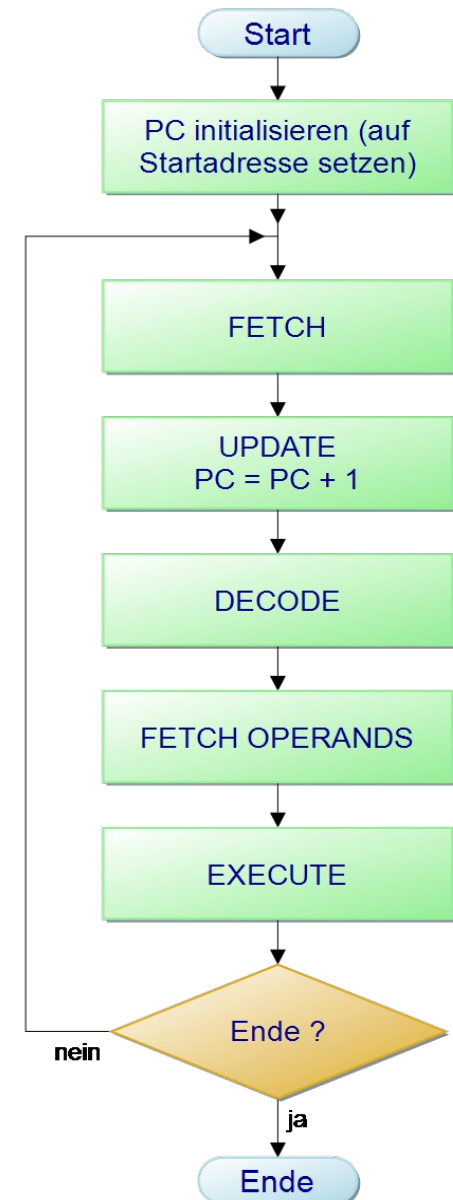 Start
PC initialisieren (auf
Startadresse setzen)
FETCH
UPDATE
PC = PC + 1
DECODE
FETCH OPERANDS
EXECUTE
Ende ?
nein
ja
Ende